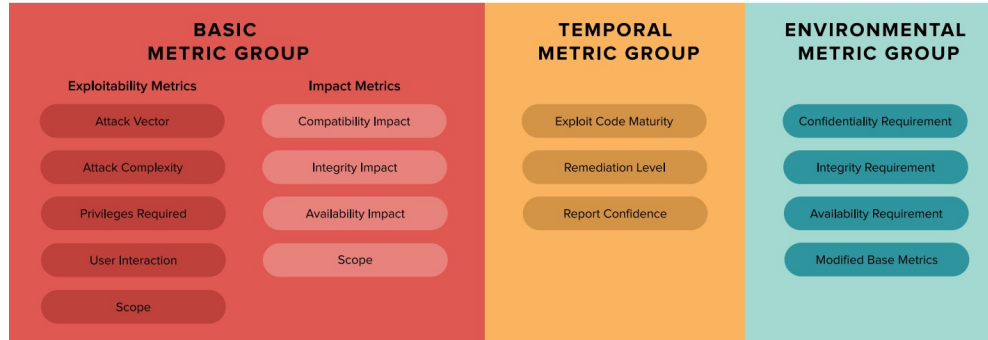 BASIC
METRIC GROUP
Exploitability Metrics
Attack Vector
Attack Complexity
Privileges Required
User Interaction
Scope
Impact Metrics
Compatibility Impact
Integrity Impact
Availability Impact
Scope
TEMPORAL
METRIC GROUP
Exploit Code Maturity
Remediation Level
Report Confidence
ENVIRONMENTAL
METRIC GROUP
Confidentiality Requirement
Integrity Requirement
Availability Requirement
Modified Base Metrics